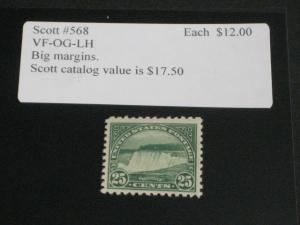 Scott #568 Each $12.00
VF-OG-LH
Big margins.
Scott catalog value is $17.50
UNITED STATES POSTAGE
25 CENTS 25